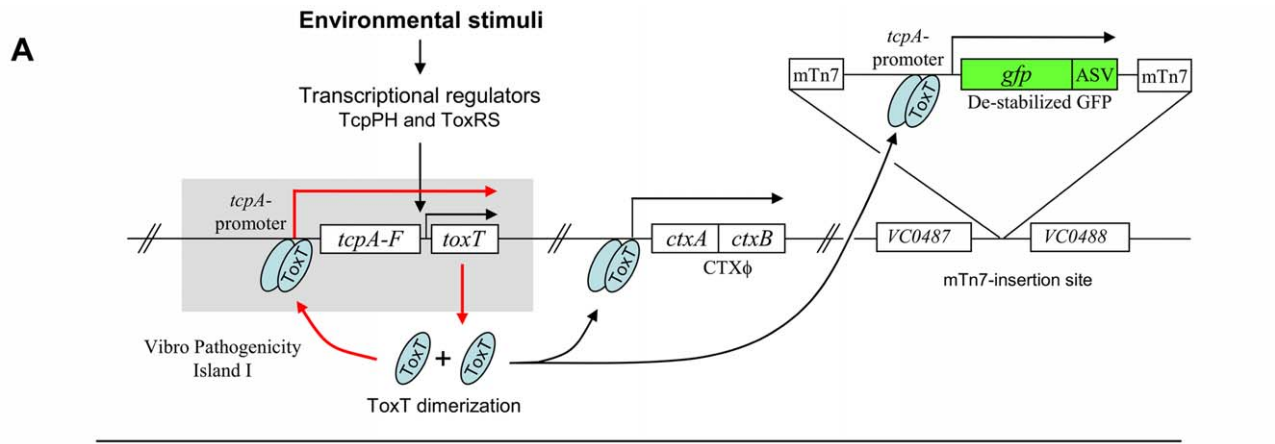 A
Environmental stimuli
Transcriptional regulators
TcpPH and ToxRS
tcpA-
promoter
mTn7
gfp
ASV
mTn7
De-stabilized GFP
ToxT
tcpA-
promoter
ToxT
tcpA-F
toxT
ToxT
ctxA
ctxB
CTXϕ
VC0487
VC0488
mTn7-insertion site
Vibro Pathogenicity
Island I
ToxT
+
ToxT
ToxT dimerization